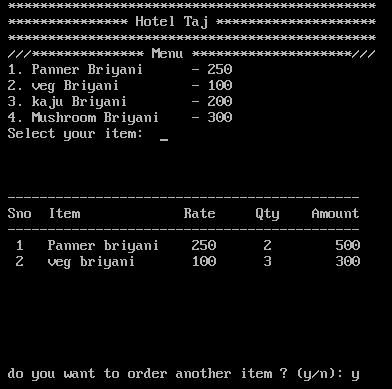 **********************************************
*************** Hotel Taj ********************
**********************************************
///************** Menu ********************///
1. Panner Briyani      - 250
2. veg Briyani         - 100
3. kaju Briyani        - 200
4. Mushroom Briyani    - 300
Select your item:  _
--------------------------------------------
Sno  Item             Rate     Qty    Amount
--------------------------------------------
1   Panner briyani    250      2        500
2   veg briyani       100      3        300
do you want to order another item ? (y/n): y